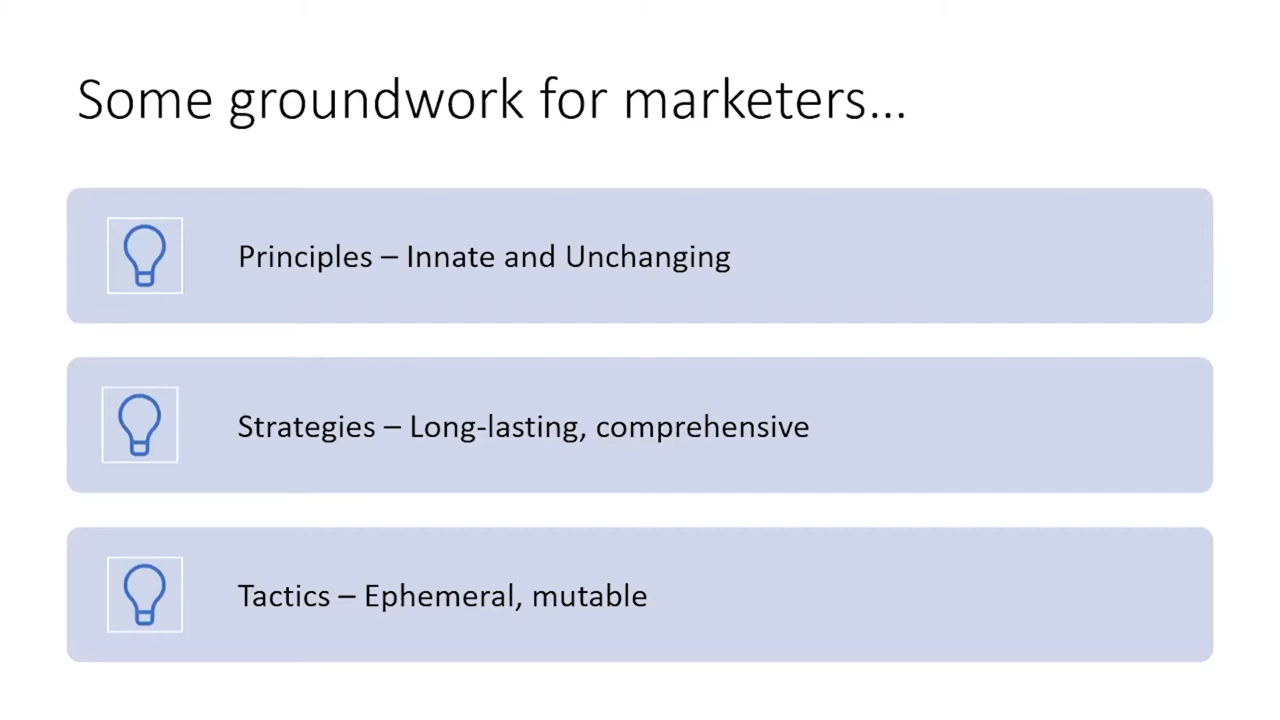 Some groundwork for marketers...
Principles – Innate and Unchanging
Strategies – Long-lasting, comprehensive
Tactics – Ephemeral, mutable